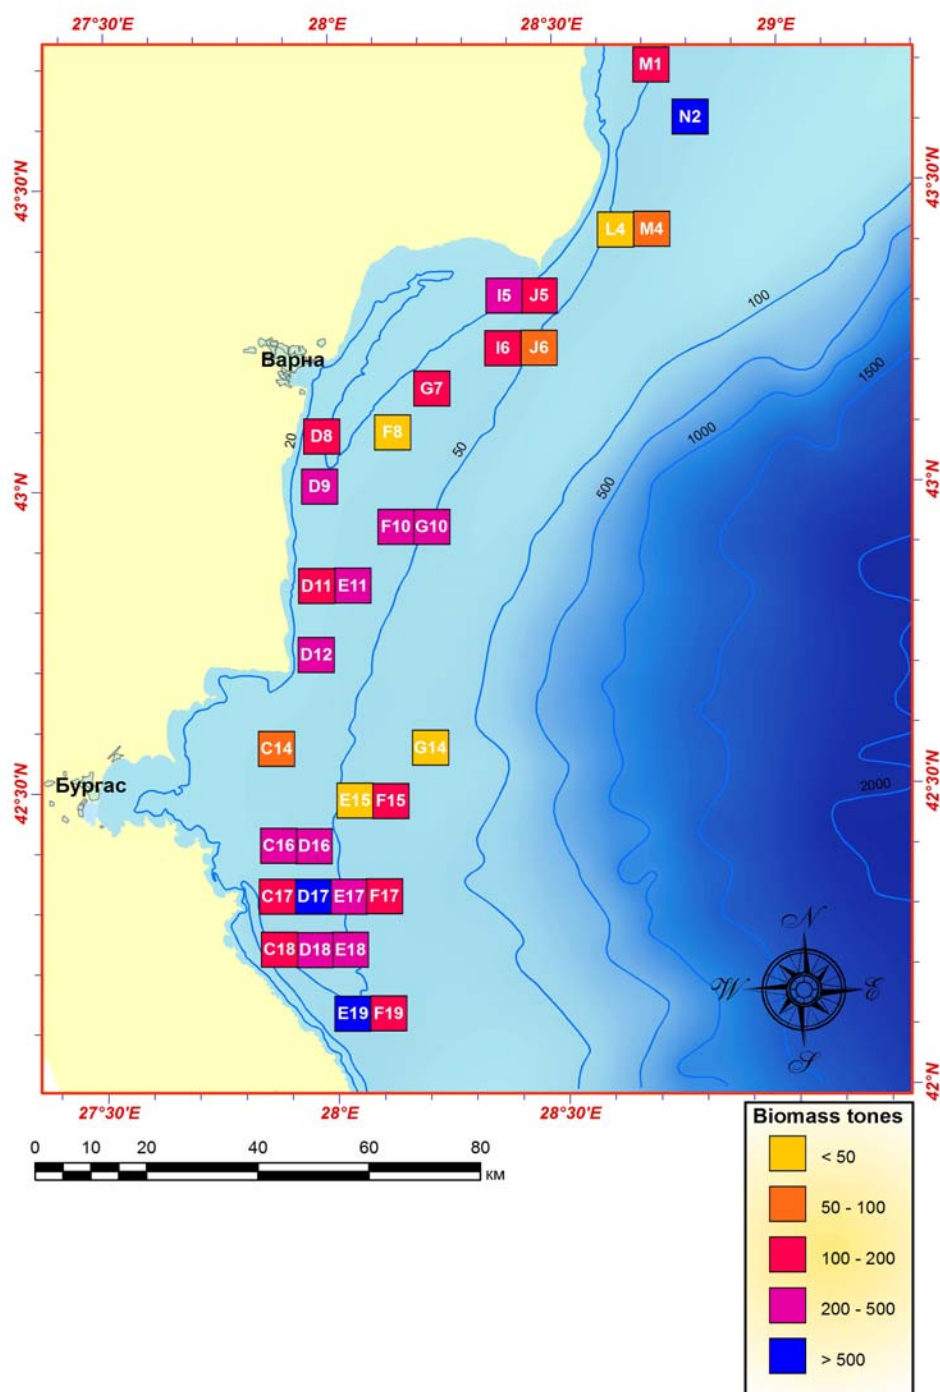 27°30'E 28°E 28°30'E 29°E
M1
N2
43°30'N 43°30'N
L4 M4
I5 J5
100
I6 J6
Варна
1500
G7
D8 F8
20 50 1000
D9 500
43°N 43°N
F10 G10
D11 E11
D12
C14 G14
Бургас
42°30'N 42°30'N
2000
E15 F15
C16 D16
C17 D17 E17 F17
N
C18 D18 E18
W E
E19 F19
S
42°N
27°30'E 28°E 28°30'E
Biomass tones
0 10 20 40 60 80
км
< 50
50 - 100
100 - 200
200 - 500
> 500